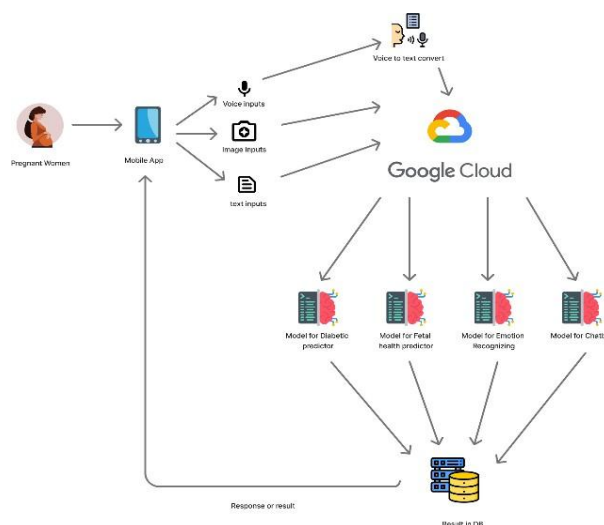 Voice to text convert
Voice inputs
Pregnant Women
Mobile App
Image Inputs
text inputs
Google Cloud
Model for Diabetic
predictor
Model for Fetal
health predictor
Model for Emotion
Recognizing
Model for Chatb
Response or result
Result in DB